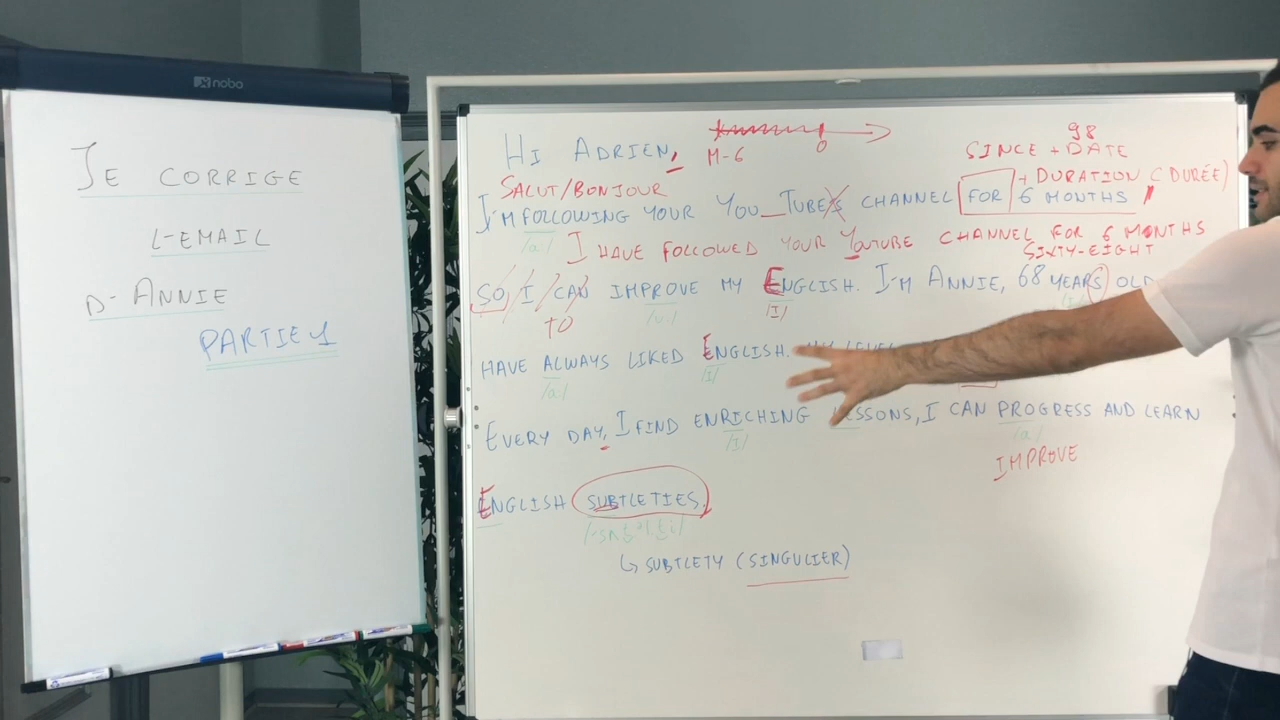 nobo
JE CORRIGE
L'EMAIL
D'ANNIE
PARTIE 1
HI ADRIEN,
M-6
0
98
SINCE + DATE
SALUT/BONJOUR
+ DURATION (DURÉE)
I'M FOLLOWING YOUR YOU_TUBE'S CHANNEL FOR 6 MONTHS
I HAVE FOLLOWED YOUR YOUTUBE CHANNEL FOR 6 MONTHS
SIXTY-EIGHT
SO, I CAN IMPROVE MY ENGLISH. I'M ANNIE, 68 YEARS OLD
TO
/I/
HAVE ALWAYS LIKED ENGLISH.
/I/
EVERY DAY, I FIND ENRICHING LESSONS, I CAN PROGRESS AND LEARN
/I/
IMPROVE
ENGLISH SUBTLETIES.
↳ SUBTLETY (SINGULIER)